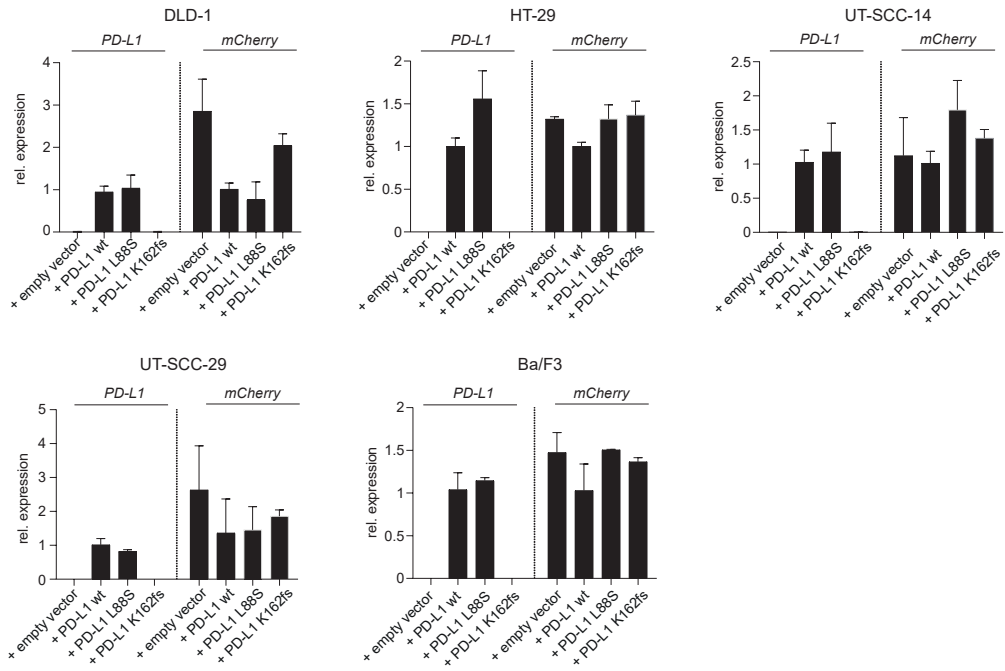 DLD-1
PD-L1 mCherry
rel. expression
5
4
3
2
1
0
+ empty vector
+ PD-L1 wt
+ PD-L1 L88S
+ PD-L1 K162fs
+ empty vector
+ PD-L1 wt
+ PD-L1 L88S
+ PD-L1 K162fs
HT-29
PD-L1 mCherry
rel. expression
2
1.5
1
0.5
0
+ empty vector
+ PD-L1 wt
+ PD-L1 L88S
+ PD-L1 K162fs
+ empty vector
+ PD-L1 wt
+ PD-L1 L88S
+ PD-L1 K162fs
UT-SCC-14
PD-L1 mCherry
rel. expression
2.5
2
1.5
1
0.5
0
+ empty vector
+ PD-L1 wt
+ PD-L1 L88S
+ PD-L1 K162fs
+ empty vector
+ PD-L1 wt
+ PD-L1 L88S
+ PD-L1 K162fs
UT-SCC-29
PD-L1 mCherry
rel. expression
5
4
3
2
1
0
+ empty vector
+ PD-L1 wt
+ PD-L1 L88S
+ PD-L1 K162fs
+ empty vector
+ PD-L1 wt
+ PD-L1 L88S
+ PD-L1 K162fs
Ba/F3
PD-L1 mCherry
rel. expression
2
1.5
1
0.5
0
+ empty vector
+ PD-L1 wt
+ PD-L1 L88S
+ PD-L1 K162fs
+ empty vector
+ PD-L1 wt
+ PD-L1 L88S
+ PD-L1 K162fs